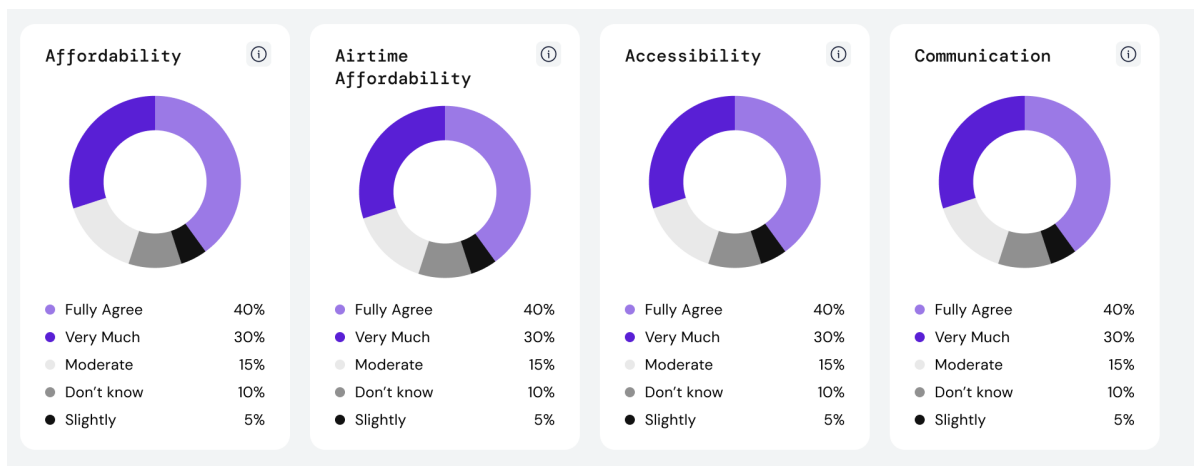 Affordability
Fully Agree 40%
Very Much 30%
Moderate 15%
Don't know 10%
Slightly 5%
Airtime
Affordability
Fully Agree 40%
Very Much 30%
Moderate 15%
Don't know 10%
Slightly 5%
Accessibility
Fully Agree 40%
Very Much 30%
Moderate 15%
Don't know 10%
Slightly 5%
Communication
Fully Agree 40%
Very Much 30%
Moderate 15%
Don't know 10%
Slightly 5%